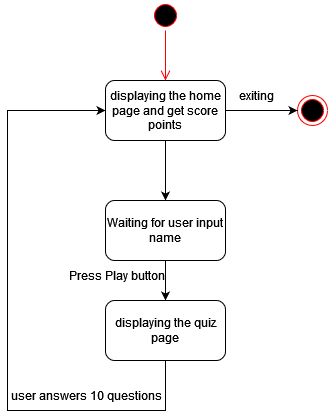 displaying the home
page and get score
points
exiting
Waiting for user input
name
Press Play button
displaying the quiz
page
user answers 10 questions